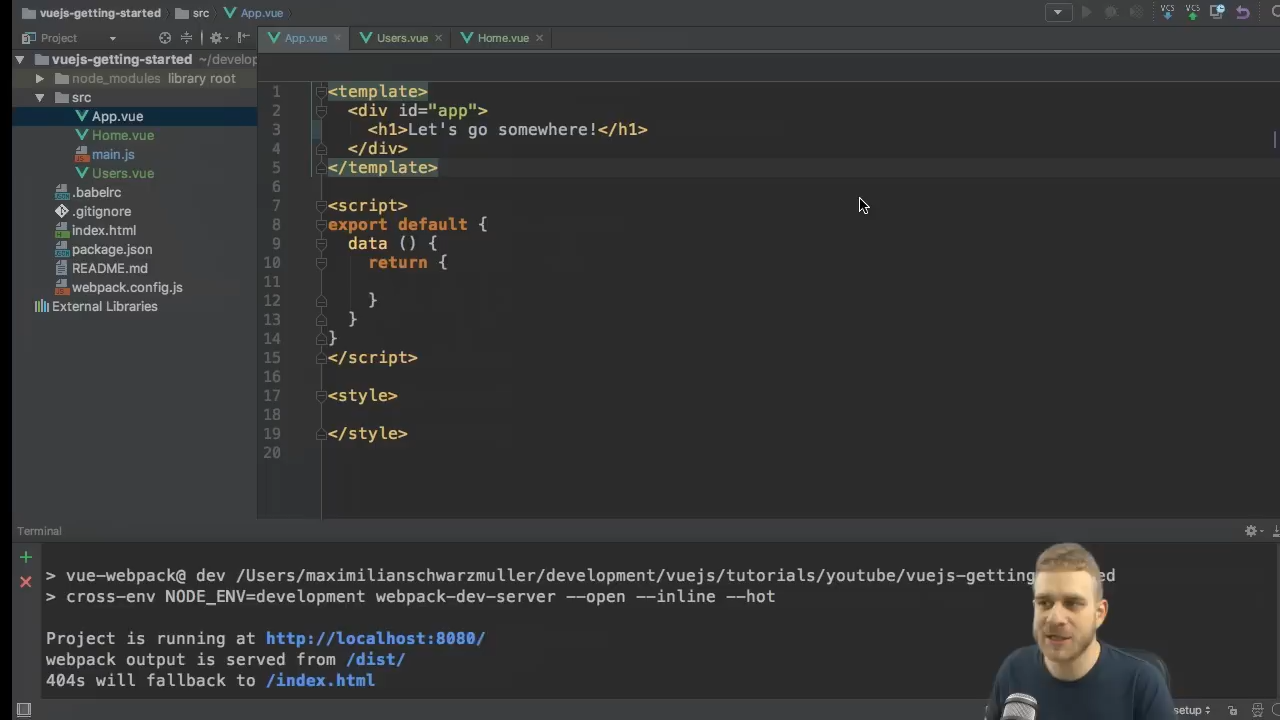 vuejs-getting-started src App.vue
VCS VCS
Project App.vue Users.vue Home.vue
vuejs-getting-started ~/develop
node_modules library root
src
App.vue
Home.vue
main.js
Users.vue
.babelrc
.gitignore
index.html
package.json
README.md
webpack.config.js
External Libraries
1 <template>
2 <div id="app">
3 <h1>Let's go somewhere!</h1>
4 </div>
5 </template>
6
7 <script>
8 export default {
9 data () {
10 return {
11
12 }
13 }
14 }
15 </script>
16
17 <style>
18
19 </style>
20
Terminal
> vue-webpack@ dev /Users/maximilianschwarzmuller/development/vuejs/tutorials/youtube/vuejs-getting ed
> cross-env NODE_ENV=development webpack-dev-server --open --inline --hot
Project is running at http://localhost:8080/
webpack output is served from /dist/
404s will fallback to /index.html
setup